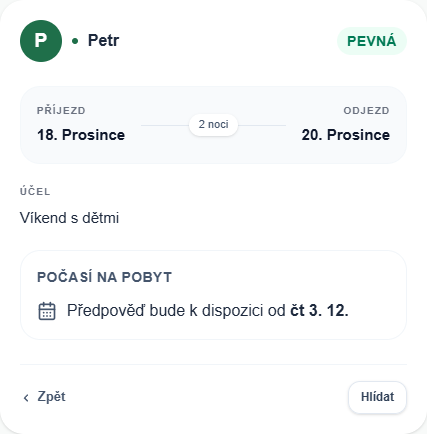 P
Petr
PEVNÁ
PŘÍJEZD
ODJEZD
18. Prosince
2 noci
20. Prosince
ÚČEL
Víkend s dětmi
POČASÍ NA POBYT
Předpověď bude k dispozici od čt 3. 12.
Zpět
Hlídat